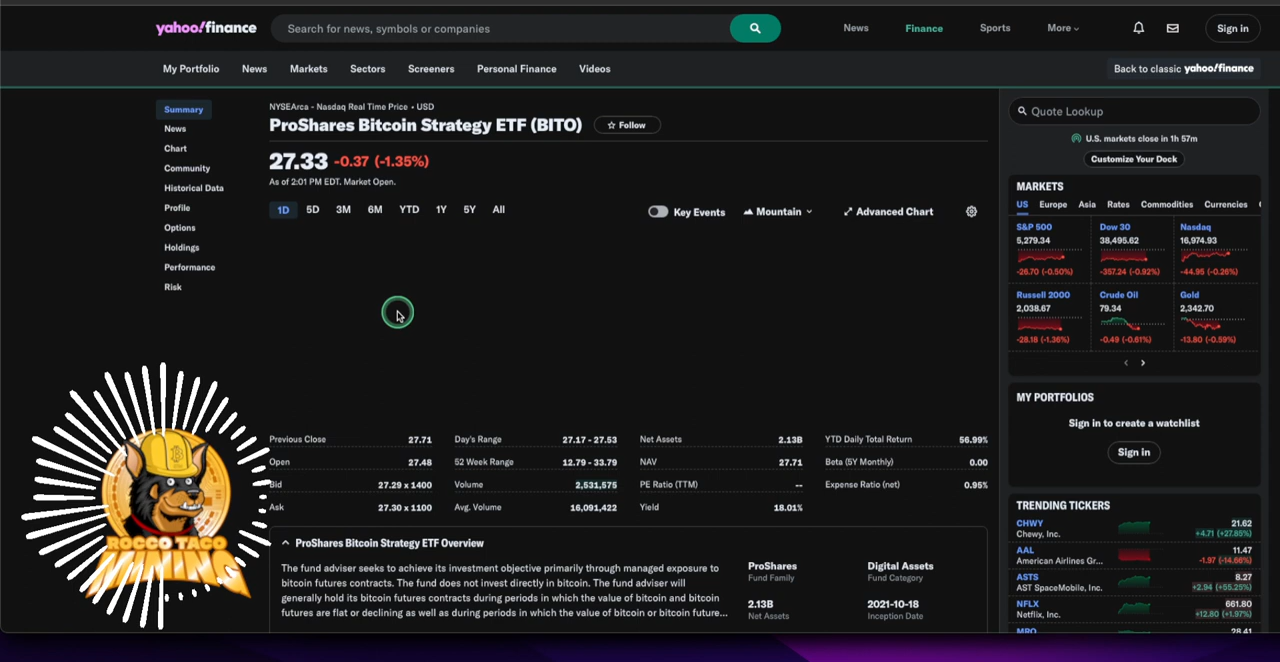 yahoo!finance
Search for news, symbols or companies
News Finance Sports More
Sign in
My Portfolio News Markets Sectors Screeners Personal Finance Videos
Back to classic yahoo!finance
Summary
News
Chart
Community
Historical Data
Profile
Options
Holdings
Performance
Risk
NYSEArca - Nasdaq Real Time Price • USD
ProShares Bitcoin Strategy ETF (BITO)
Follow
27.33 -0.37 (-1.35%)
As of 2:01 PM EDT. Market Open.
1D 5D 3M 6M YTD 1Y 5Y All
Key Events Mountain Advanced Chart
Previous Close 27.71 Day's Range 27.17 - 27.53 Net Assets 2.13B YTD Daily Total Return 56.99%
Open 27.48 52 Week Range 12.79 - 33.79 NAV 27.71 Beta (5Y Monthly) 0.00
Bid 27.29 x 1400 Volume 2,531,575 PE Ratio (TTM) -- Expense Ratio (net) 0.95%
Ask 27.30 x 1100 Avg. Volume 16,091,422 Yield 18.01%
ProShares Bitcoin Strategy ETF Overview
The fund adviser seeks to achieve its investment objective primarily through managed exposure to
bitcoin futures contracts. The fund does not invest directly in bitcoin. The fund adviser will
generally hold its bitcoin futures contracts during periods in which the value of bitcoin and bitcoin
futures are flat or declining as well as during periods in which the value of bitcoin or bitcoin future...
ProShares
Fund Family
Digital Assets
Fund Category
2.13B
Net Assets
2021-10-18
Inception Date
Quote Lookup
U.S. markets close in 1h 57m
Customize Your Dock
MARKETS
US Europe Asia Rates Commodities Currencies
S&P 500 Dow 30 Nasdaq
5,279.34 38,495.62 16,974.93
-26.70 (-0.50%) -357.24 (-0.92%) -44.95 (-0.26%)
Russell 2000 Crude Oil Gold
2,038.67 79.34 2,342.70
-28.18 (-1.36%) -0.49 (-0.61%) -13.80 (-0.59%)
MY PORTFOLIOS
Sign in to create a watchlist
Sign in
TRENDING TICKERS
CHWY 21.62
Chewy, Inc. +4.71 (+27.85%)
AAL 11.47
American Airlines Gr... -1.97 (-14.66%)
ASTS 8.27
AST SpaceMobile, Inc. +2.94 (+55.25%)
NFLX 661.80
Netflix, Inc. +12.80 (+1.97%)
MRO 28.41
ROCCO TACO
MINING